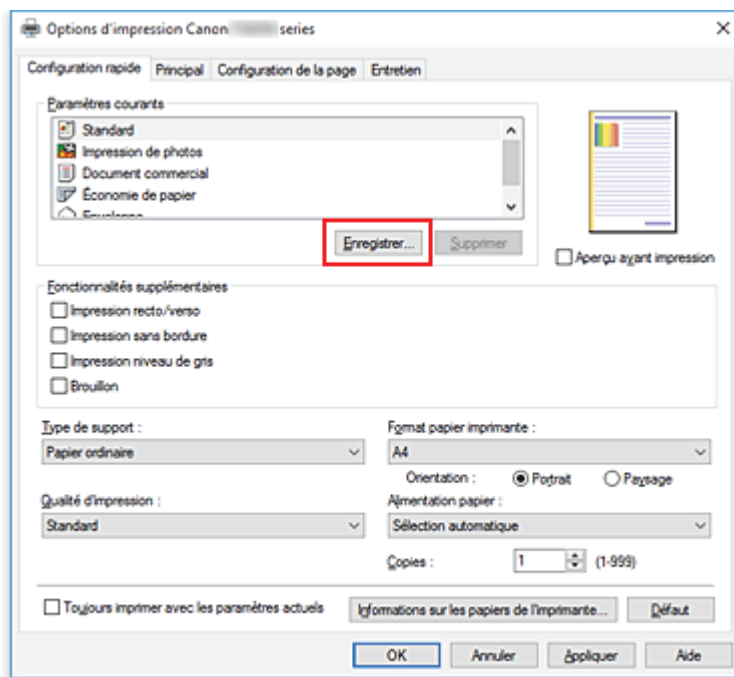 Options d'impression Canon series
Configuration rapide Principal Configuration de la page Entretien
Paramètres courants
Standard
Impression de photos
Document commercial
Économie de papier
Enregistrer... Supprimer
Aperçu avant impression
Fonctionnalités supplémentaires
Impression recto/verso
Impression sans bordure
Impression niveau de gris
Brouillon
Type de support : Format papier imprimante :
Papier ordinaire A4
Orientation : Portrait Paysage
Qualité d'impression : Alimentation papier :
Standard Sélection automatique
Copies : 1 (1-999)
Toujours imprimer avec les paramètres actuels Informations sur les papiers de l'imprimante... Défaut
OK Annuler Appliquer Aide